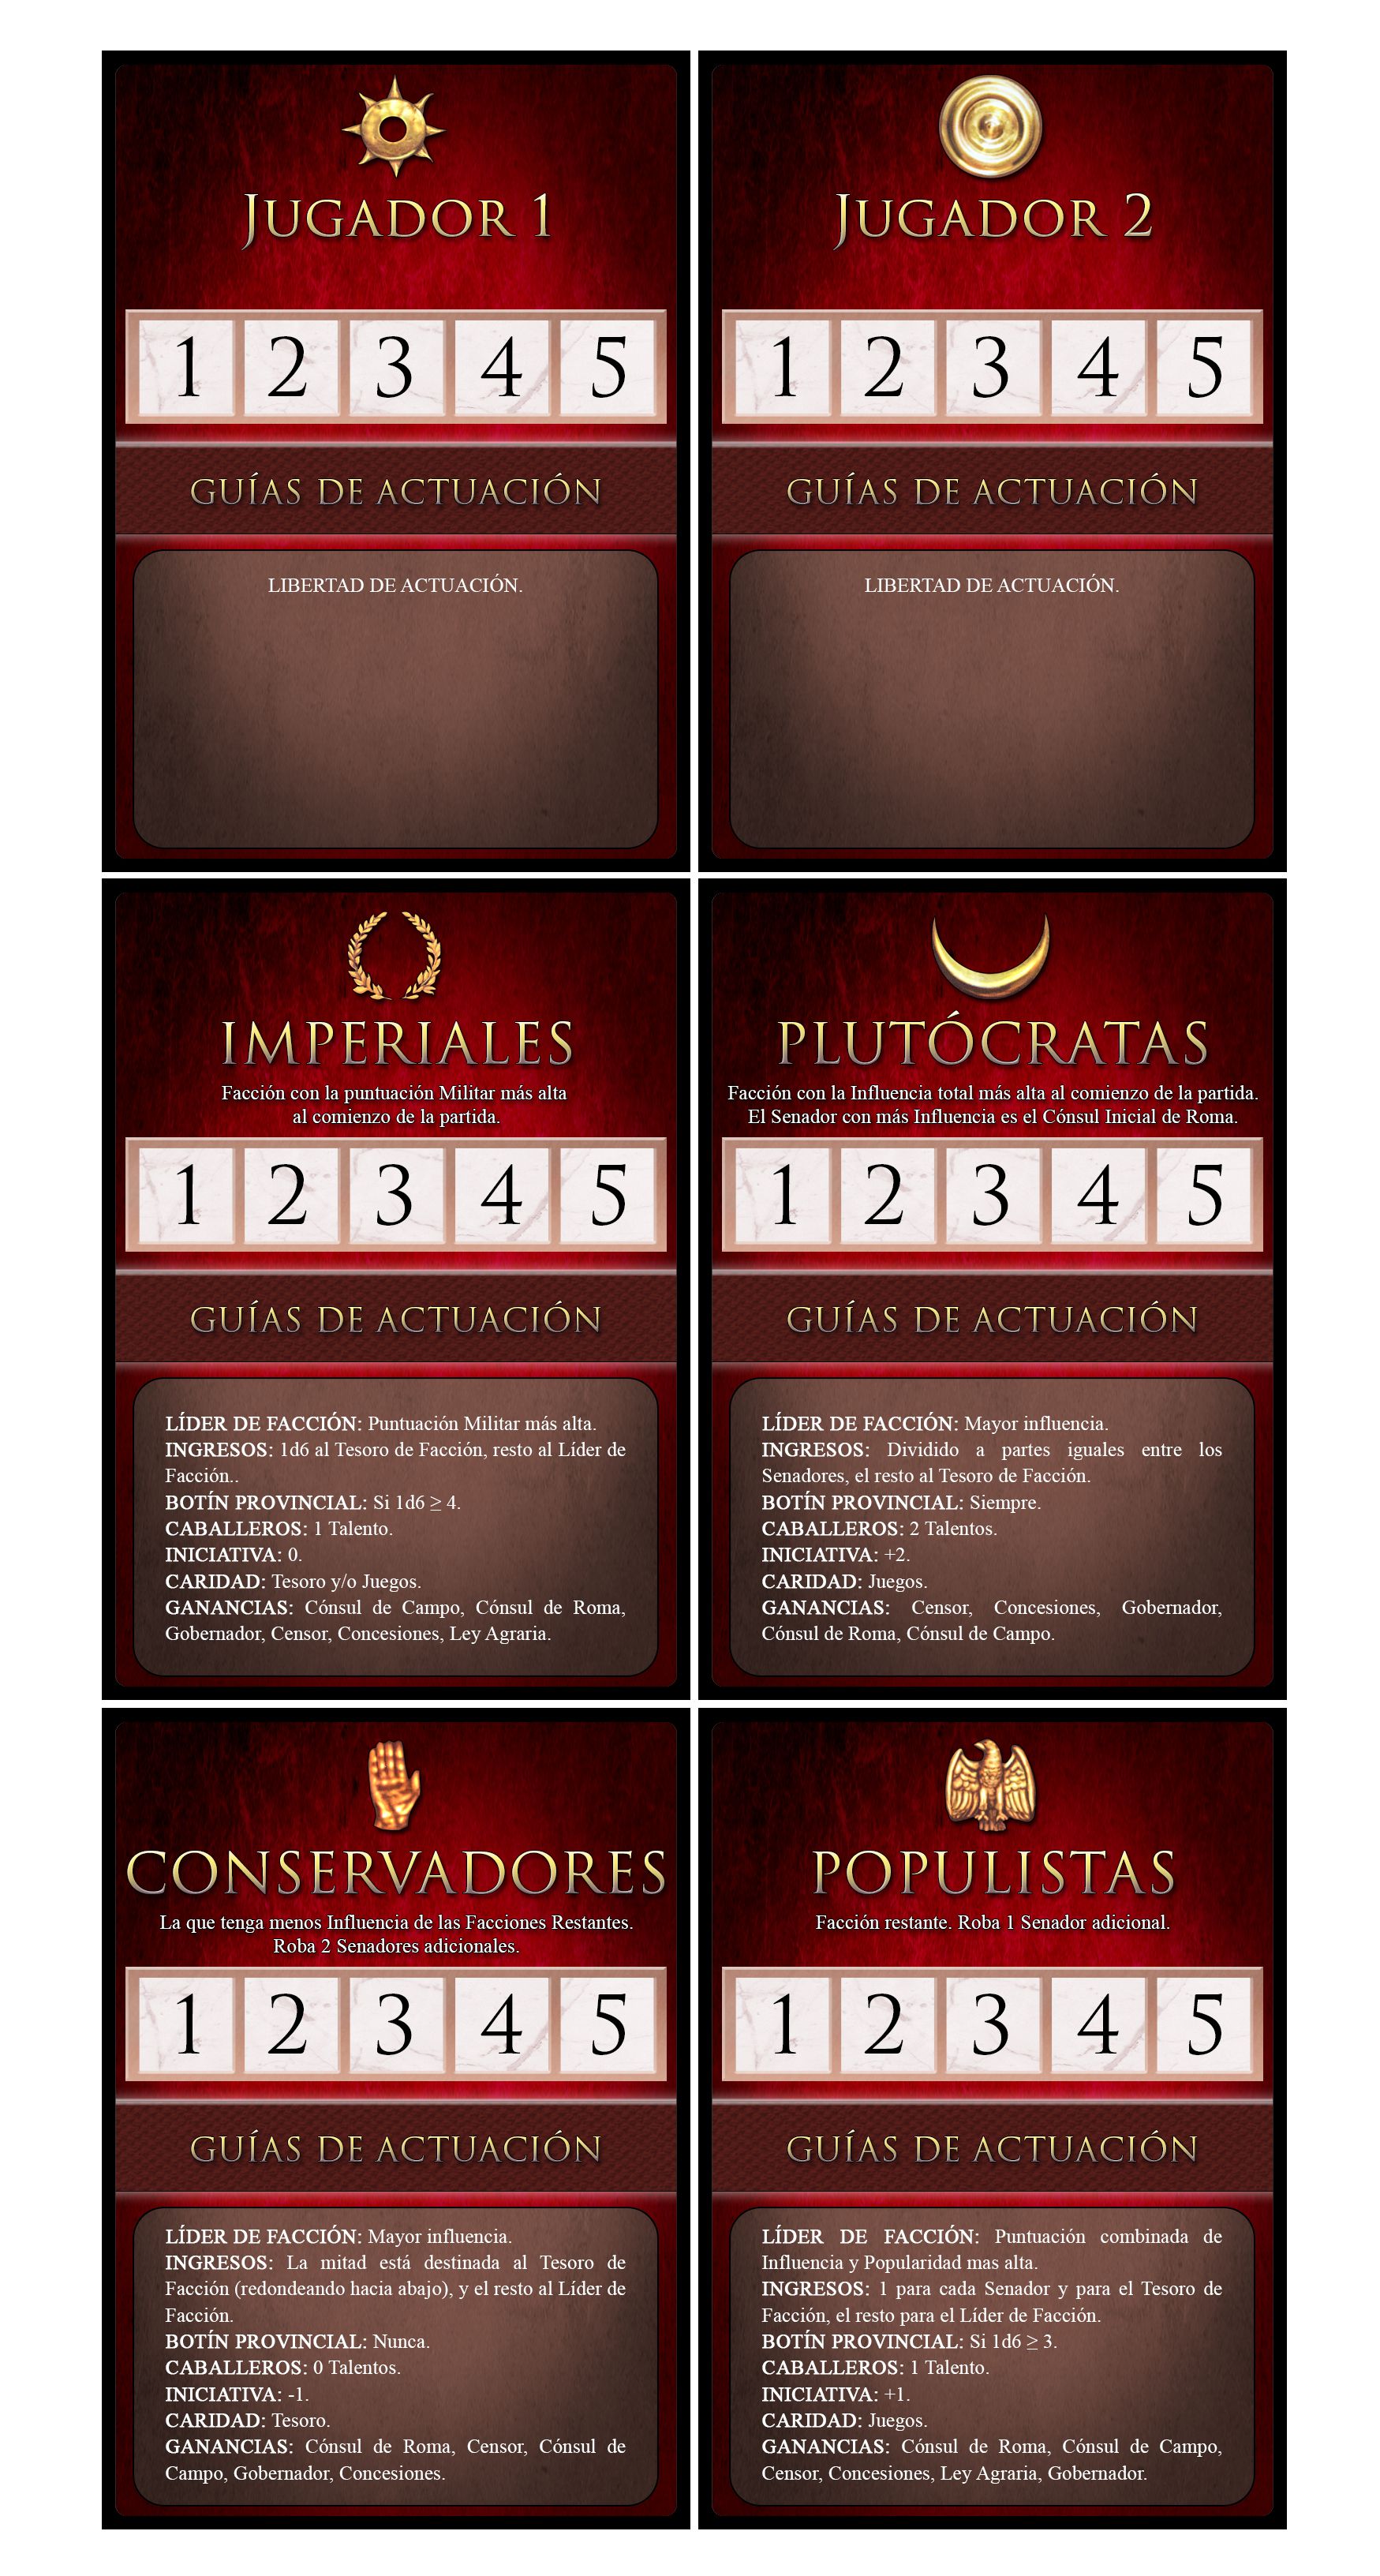 JUGADOR 1
1 2 3 4 5
GUÍAS DE ACTUACIÓN
LIBERTAD DE ACTUACIÓN.
JUGADOR 2
1 2 3 4 5
GUÍAS DE ACTUACIÓN
LIBERTAD DE ACTUACIÓN.
IMPERIALES
Facción con la puntuación Militar más alta
al comienzo de la partida.
1 2 3 4 5
GUÍAS DE ACTUACIÓN
LÍDER DE FACCIÓN: Puntuación Militar más alta.
INGRESOS: 1d6 al Tesoro de Facción, resto al Líder de
Facción..
BOTÍN PROVINCIAL: Si 1d6 ≥ 4.
CABALLEROS: 1 Talento.
INICIATIVA: 0.
CARIDAD: Tesoro y/o Juegos.
GANANCIAS: Cónsul de Campo, Cónsul de Roma,
Gobernador, Censor, Concesiones, Ley Agraria.
PLUTÓCRATAS
Facción con la Influencia total más alta al comienzo de la partida.
El Senador con más Influencia es el Cónsul Inicial de Roma.
1 2 3 4 5
GUÍAS DE ACTUACIÓN
LÍDER DE FACCIÓN: Mayor influencia.
INGRESOS: Dividido a partes iguales entre los
Senadores, el resto al Tesoro de Facción.
BOTÍN PROVINCIAL: Siempre.
CABALLEROS: 2 Talentos.
INICIATIVA: +2.
CARIDAD: Juegos.
GANANCIAS: Censor, Concesiones, Gobernador,
Cónsul de Roma, Cónsul de Campo.
CONSERVADORES
La que tenga menos Influencia de las Facciones Restantes.
Roba 2 Senadores adicionales.
1 2 3 4 5
GUÍAS DE ACTUACIÓN
LÍDER DE FACCIÓN: Mayor influencia.
INGRESOS: La mitad está destinada al Tesoro de
Facción (redondeando hacia abajo), y el resto al Líder de
Facción.
BOTÍN PROVINCIAL: Nunca.
CABALLEROS: 0 Talentos.
INICIATIVA: -1.
CARIDAD: Tesoro.
GANANCIAS: Cónsul de Roma, Censor, Cónsul de
Campo, Gobernador, Concesiones.
POPULISTAS
Facción restante. Roba 1 Senador adicional.
1 2 3 4 5
GUÍAS DE ACTUACIÓN
LÍDER DE FACCIÓN: Puntuación combinada de
Influencia y Popularidad mas alta.
INGRESOS: 1 para cada Senador y para el Tesoro de
Facción, el resto para el Líder de Facción.
BOTÍN PROVINCIAL: Si 1d6 ≥ 3.
CABALLEROS: 1 Talento.
INICIATIVA: +1.
CARIDAD: Juegos.
GANANCIAS: Cónsul de Roma, Cónsul de Campo,
Censor, Concesiones, Ley Agraria, Gobernador.